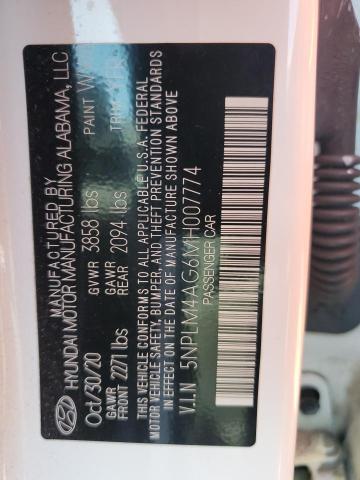 MANUFACTURED BY
HYUNDAI MOTOR MANUFACTURING ALABAMA, LLC
Oct/30/20 GVWR 3858 lbs PAINT
GAWR FRONT 2271 lbs GAWR REAR 2094 lbs TRIM
THIS VEHICLE CONFORMS TO ALL APPLICABLE U.S.A. FEDERAL
MOTOR VEHICLE SAFETY, BUMPER, AND THEFT PREVENTION STANDARDS
IN EFFECT ON THE DATE OF MANUFACTURE SHOWN ABOVE
V.I.N 5NPLM4AG6MH007774
PASSENGER CAR